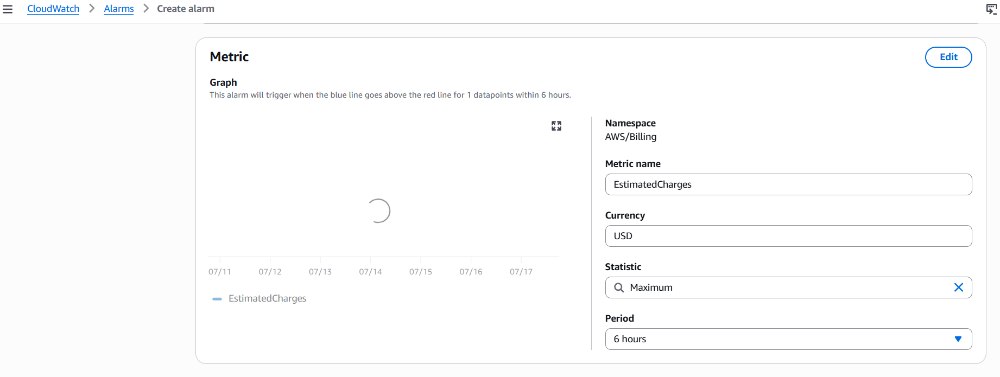 CloudWatch > Alarms > Create alarm
Metric
Edit
Graph
This alarm will trigger when the blue line goes above the red line for 1 datapoints within 6 hours.
07/11 07/12 07/13 07/14 07/15 07/16 07/17
EstimatedCharges
Namespace
AWS/Billing
Metric name
EstimatedCharges
Currency
USD
Statistic
Maximum
Period
6 hours